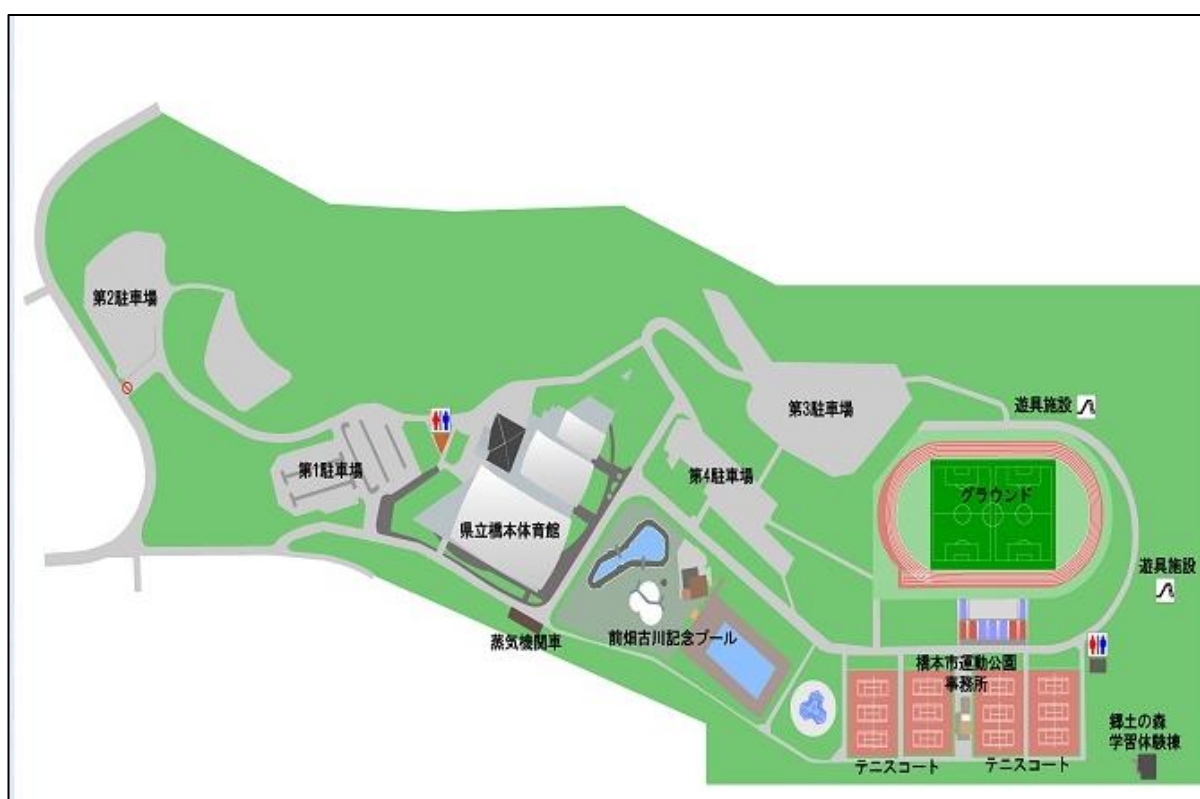 第2駐車場
第3駐車場
遊具施設
第1駐車場
第4駐車場
グラウンド
県立橋本体育館
遊具施設
蒸気機関車
前畑古川記念プール
橋本市運動公園
事務所
郷土の森
学習体験棟
テニスコート
テニスコート